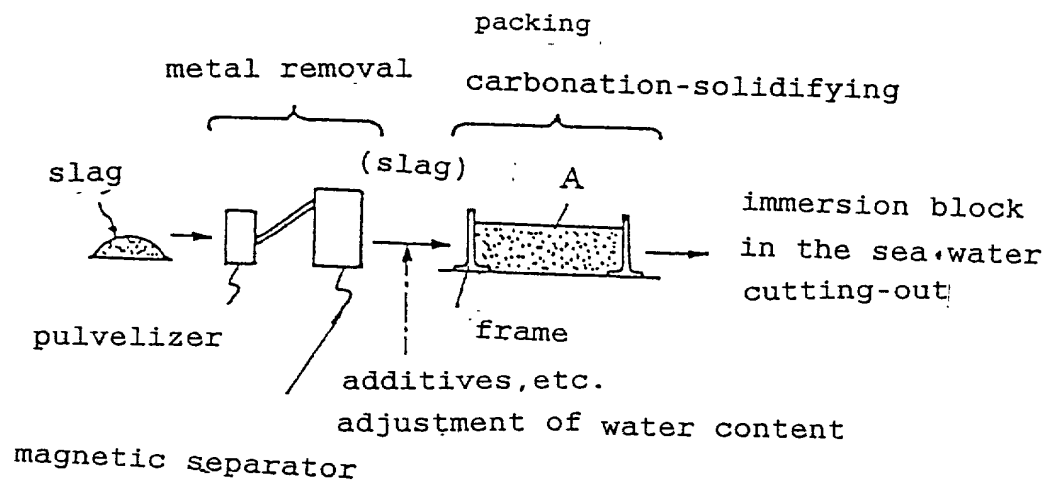 packing
metal removal
carbonation-solidifying
slag
(slag)
A
immersion block
in the sea water
cutting-out
pulvelizer
frame
additives, etc.
adjustment of water content
magnetic separator